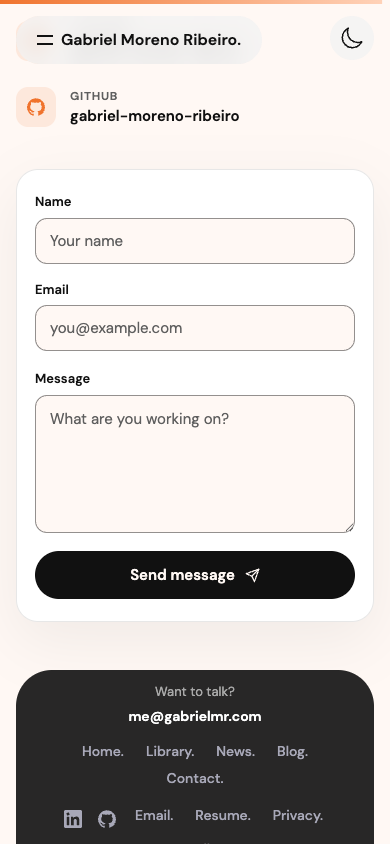 Gabriel Moreno Ribeiro.
GITHUB
gabriel-moreno-ribeiro
Name
Your name
Email
you@example.com
Message
What are you working on?
Send message
Want to talk?
me@gabrielmr.com
Home. Library. News. Blog.
Contact.
Email. Resume. Privacy.